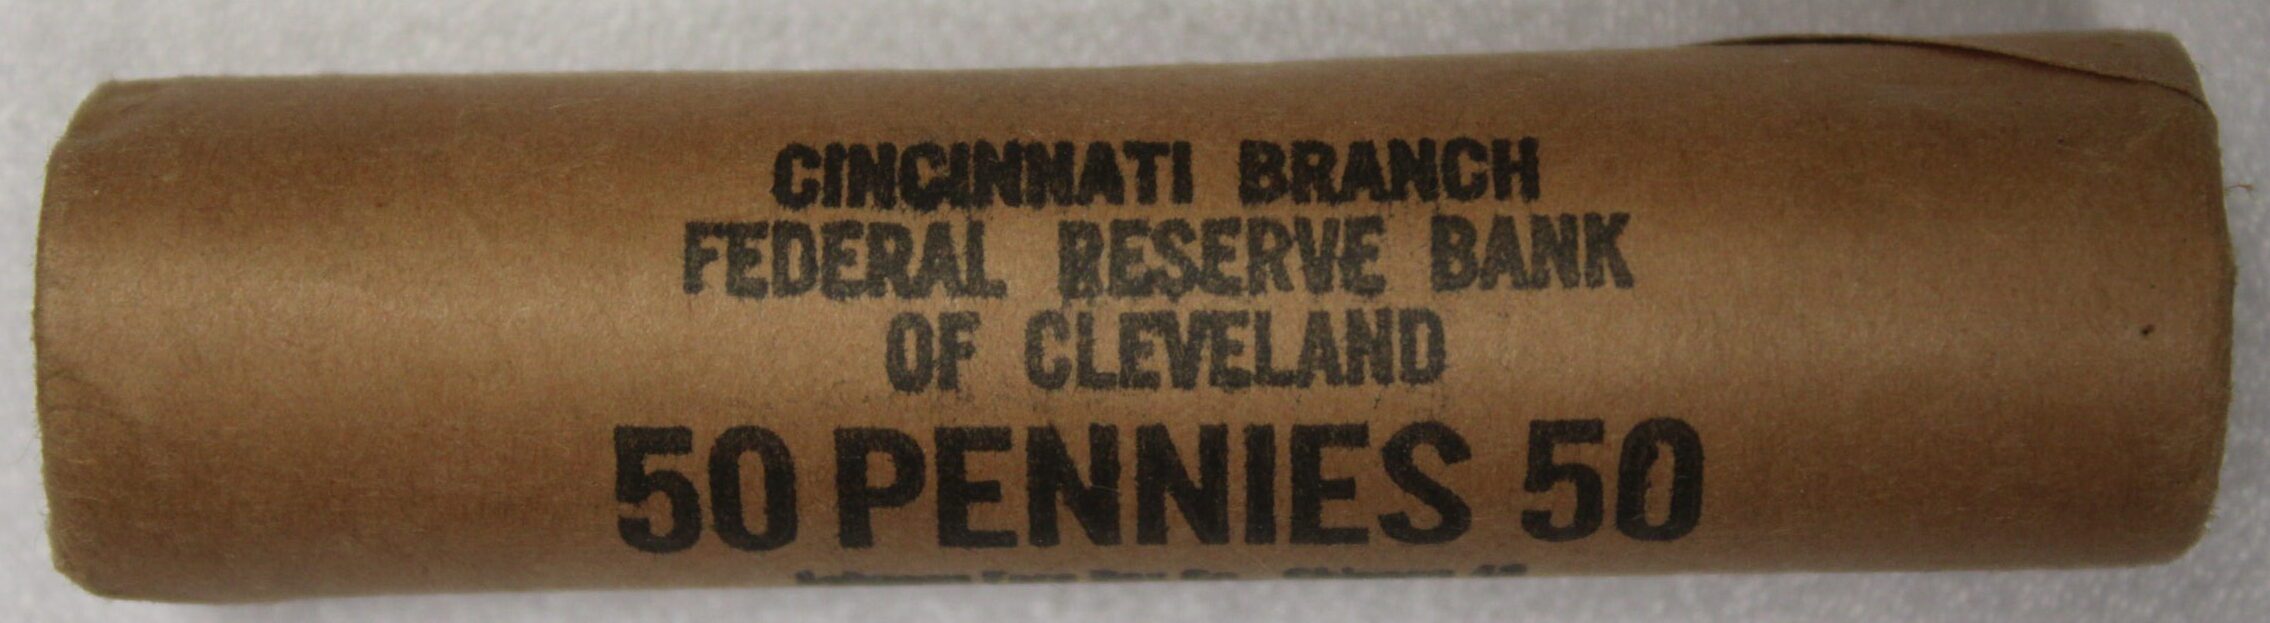 CINCINNATI BRANCH
FEDERAL RESERVE BANK
OF CLEVELAND
50 PENNIES 50